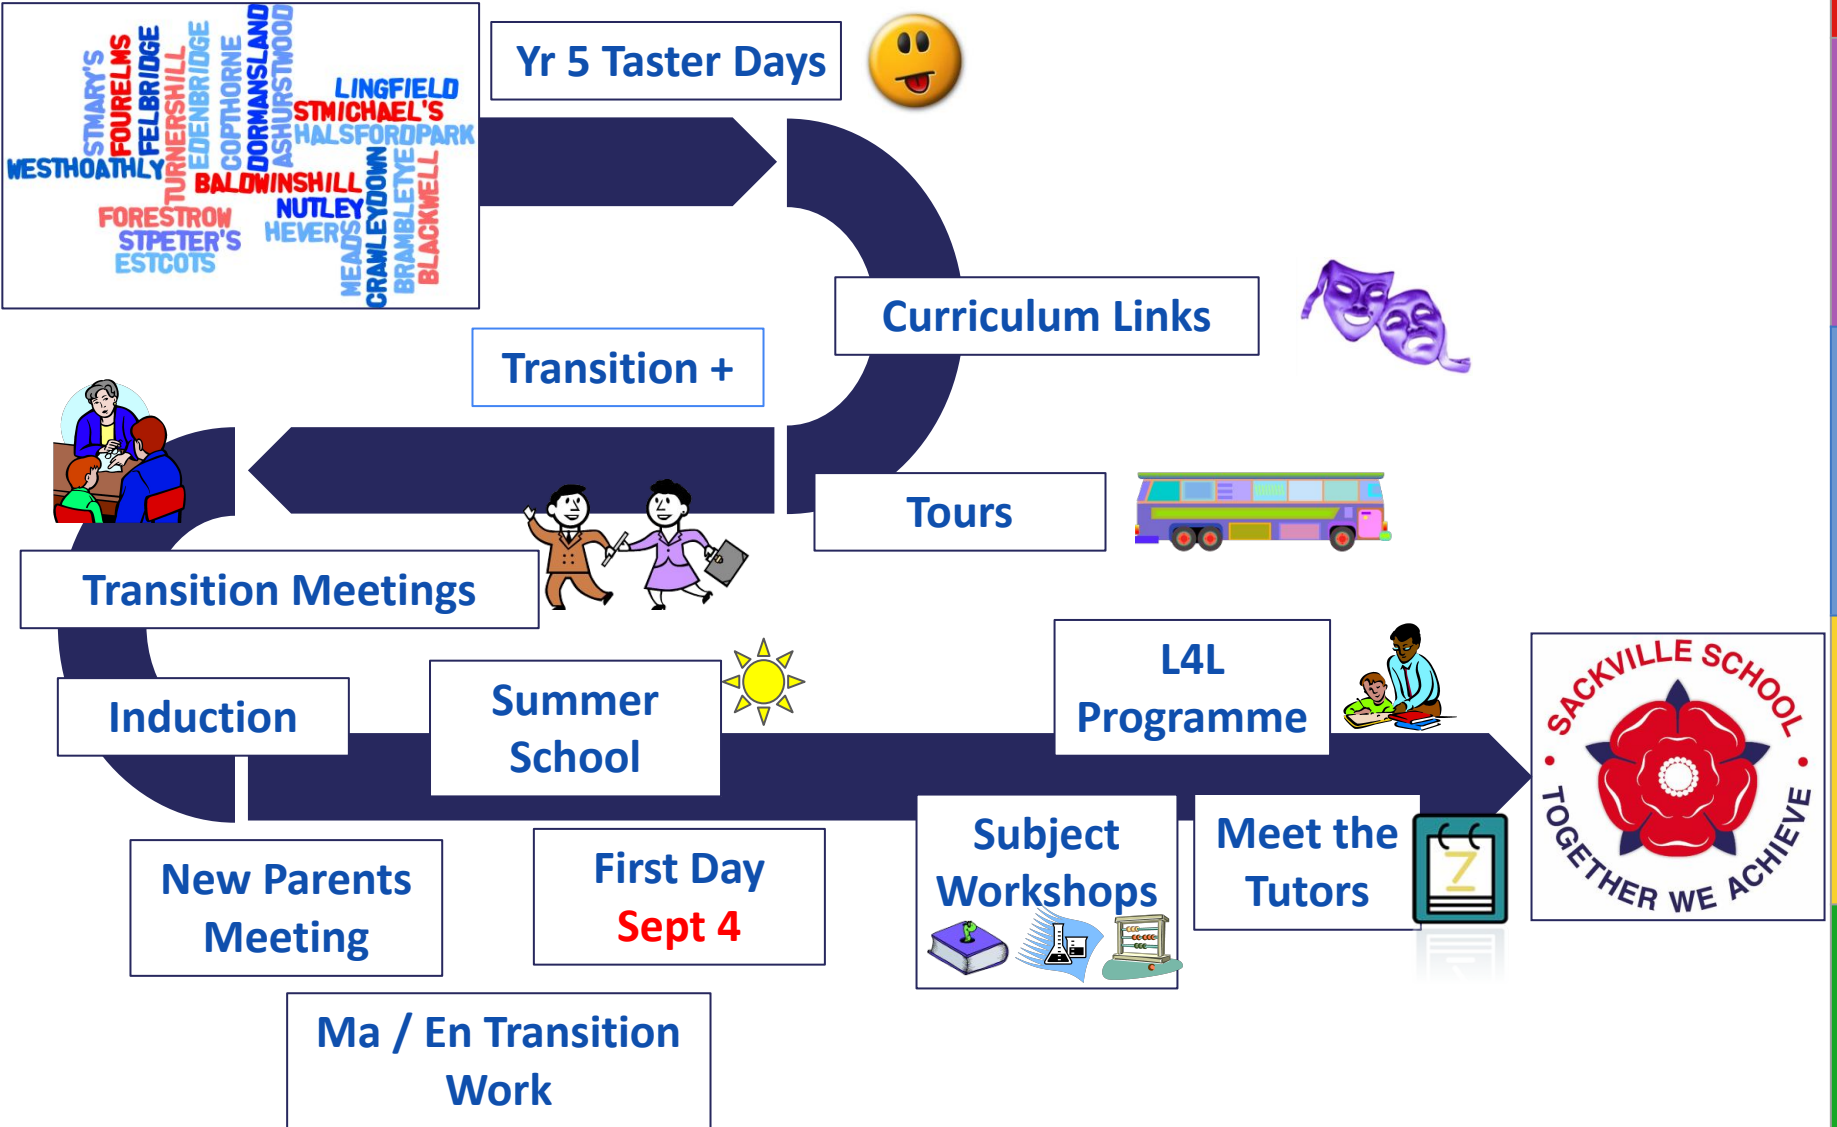 STMARY'S
FOURELMS
FELBRIDGE
TURNERSHILL
EDENBRIDGE
COPTHORNE
DORMANSLAND
ASHURSTWOOD
LINGFIELD
STMICHAEL'S
HALSFORDPARK
WESTHOATHLY
BALDWINSHILL
NUTLEY
FORESTROW
HEVER
STPETER'S
ESTCOTS
MEADS
CRAWLEYDOWN
BRAMBLETYE
BLACKWELL
Yr 5 Taster Days
Curriculum Links
Transition +
Tours
Transition Meetings
Induction
Summer
School
L4L
Programme
New Parents
Meeting
First Day
Sept 4
Subject
Workshops
Meet the
Tutors
7
Ma / En Transition
Work
SACKVILLE SCHOOL
TOGETHER WE ACHIEVE